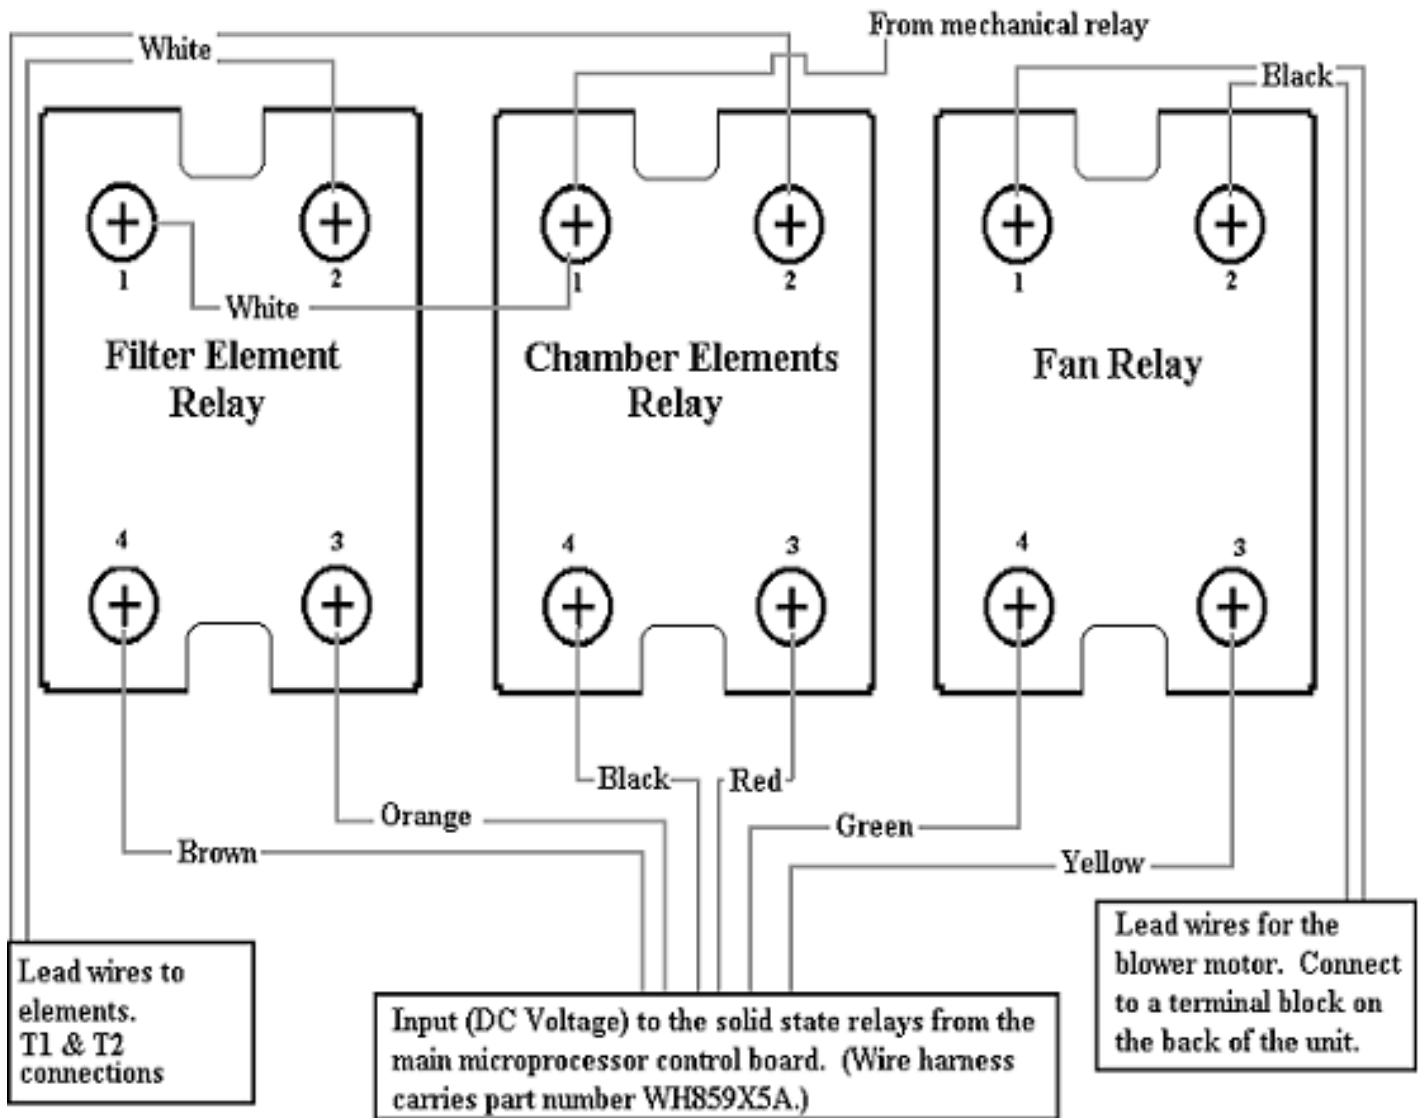 From mechanical relay
White
Black
1
2
1
2
1
2
White
Filter Element
Relay
Chamber Elements
Relay
Fan Relay
4
3
4
3
4
3
Black
Red
Orange
Green
Brown
Yellow
Lead wires to
elements.
T1 & T2
connections
Input (DC Voltage) to the solid state relays from the
main microprocessor control board. (Wire harness
carries part number WH859X5A.)
Lead wires for the
blower motor. Connect
to a terminal block on
the back of the unit.